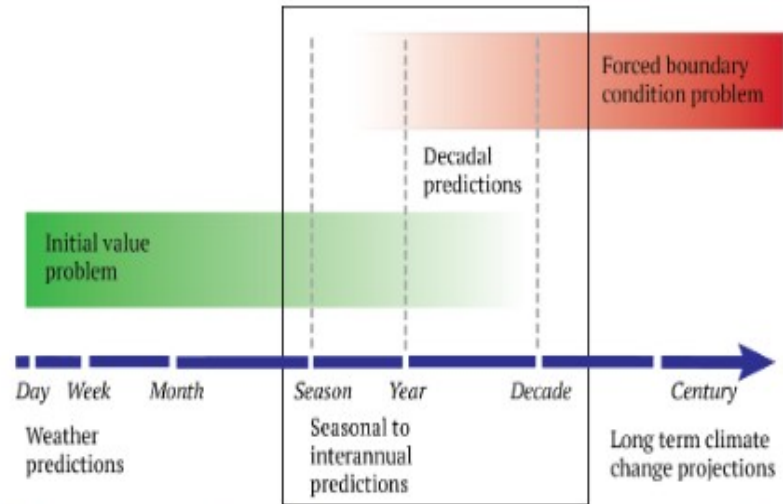 Forced boundary
condition problem
Decadal
predictions
Initial value
problem
Day Week Month Season Year Decade Century
Weather
predictions
Seasonal to
interannual
predictions
Long term climate
change projections